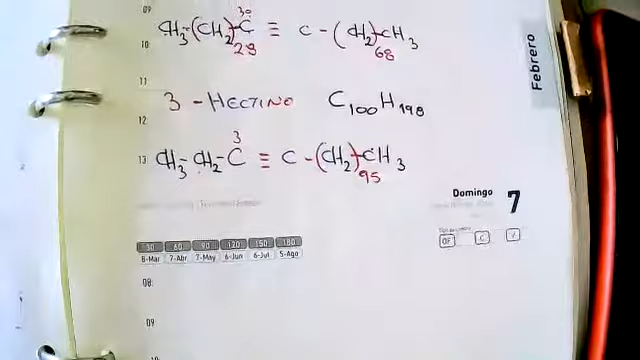 09
30
CH₃-(CH₂)-C ≡ C - (CH₂)-CH₃
28 68
10
11
3 - HECTINO C₁₀₀H₁₉₈
12
3
13 CH₃-CH₂-C ≡ C -(CH₂)-CH₃
95
Febrero
Domingo 7
30 60 90 120 150 180
8-Mar 7-Abr 7-May 6-Jun 6-Jul 5-Ago
OF C V
08
09